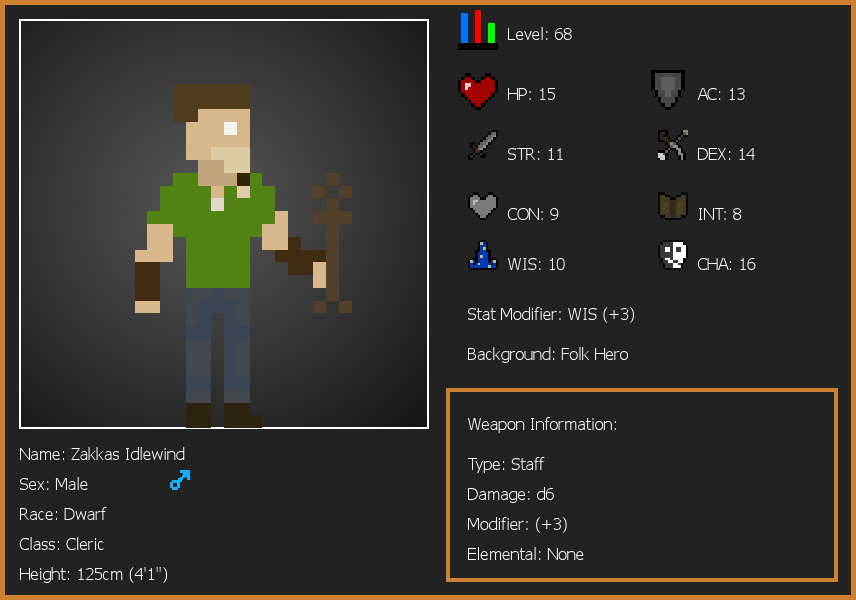 Level: 68
HP: 15
AC: 13
STR: 11
DEX: 14
CON: 9
INT: 8
WIS: 10
CHA: 16
Stat Modifier: WIS (+3)
Background: Folk Hero
Weapon Information:
Type: Staff
Damage: d6
Modifier: (+3)
Elemental: None
Name: Zakkas Idlewind
Sex: Male
Race: Dwarf
Class: Cleric
Height: 125cm (4'1")